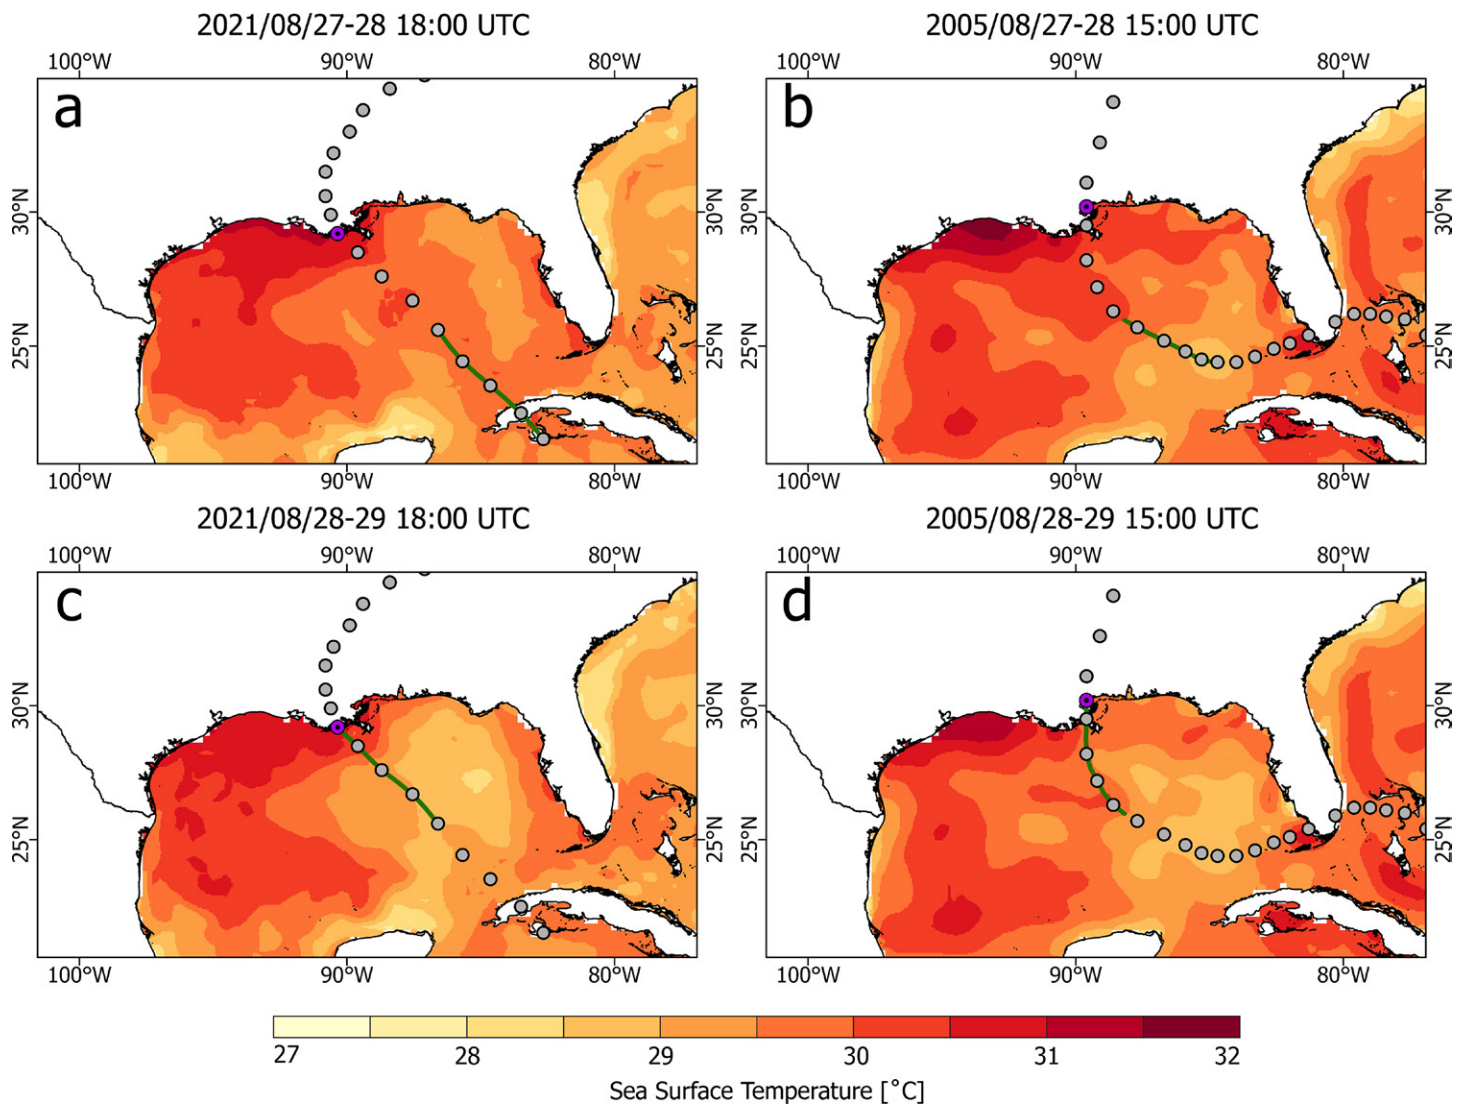 2021/08/27-28 18:00 UTC
2005/08/27-28 15:00 UTC
100°W 90°W 80°W
100°W 90°W 80°W
a
b
30°N 30°N 30°N 30°N
25°N 25°N 25°N 25°N
100°W 90°W 80°W
100°W 90°W 80°W
2021/08/28-29 18:00 UTC
2005/08/28-29 15:00 UTC
100°W 90°W 80°W
100°W 90°W 80°W
c
d
30°N 30°N 30°N 30°N
25°N 25°N 25°N 25°N
100°W 90°W 80°W
100°W 90°W 80°W
27 28 29 30 31 32
Sea Surface Temperature [°C]